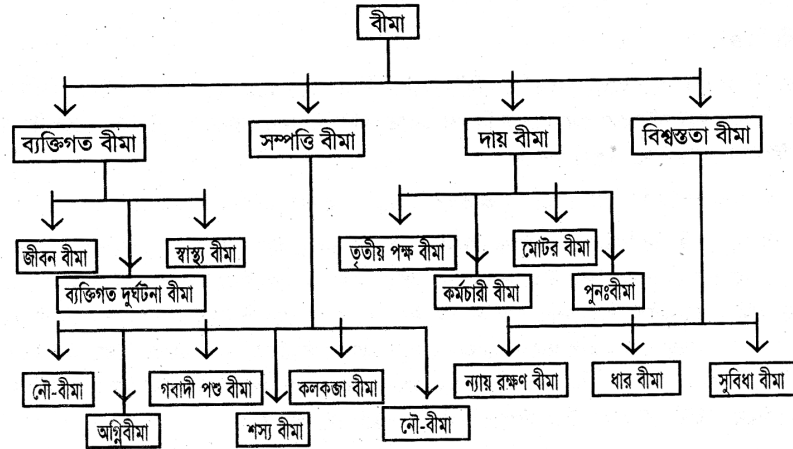 বীমা
ব্যক্তিগত বীমা
সম্পত্তি বীমা
দায় বীমা
বিশ্বস্ততা বীমা
জীবন বীমা
ব্যক্তিগত দুর্ঘটনা বীমা
স্বাস্থ্য বীমা
তৃতীয় পক্ষ বীমা
কর্মচারী বীমা
মোটর বীমা
পুনঃবীমা
নৌ-বীমা
অগ্নিবীমা
গবাদী পশু বীমা
শস্য বীমা
কলকজা বীমা
নৌ-বীমা
ন্যায় রক্ষণ বীমা
ধার বীমা
সুবিধা বীমা